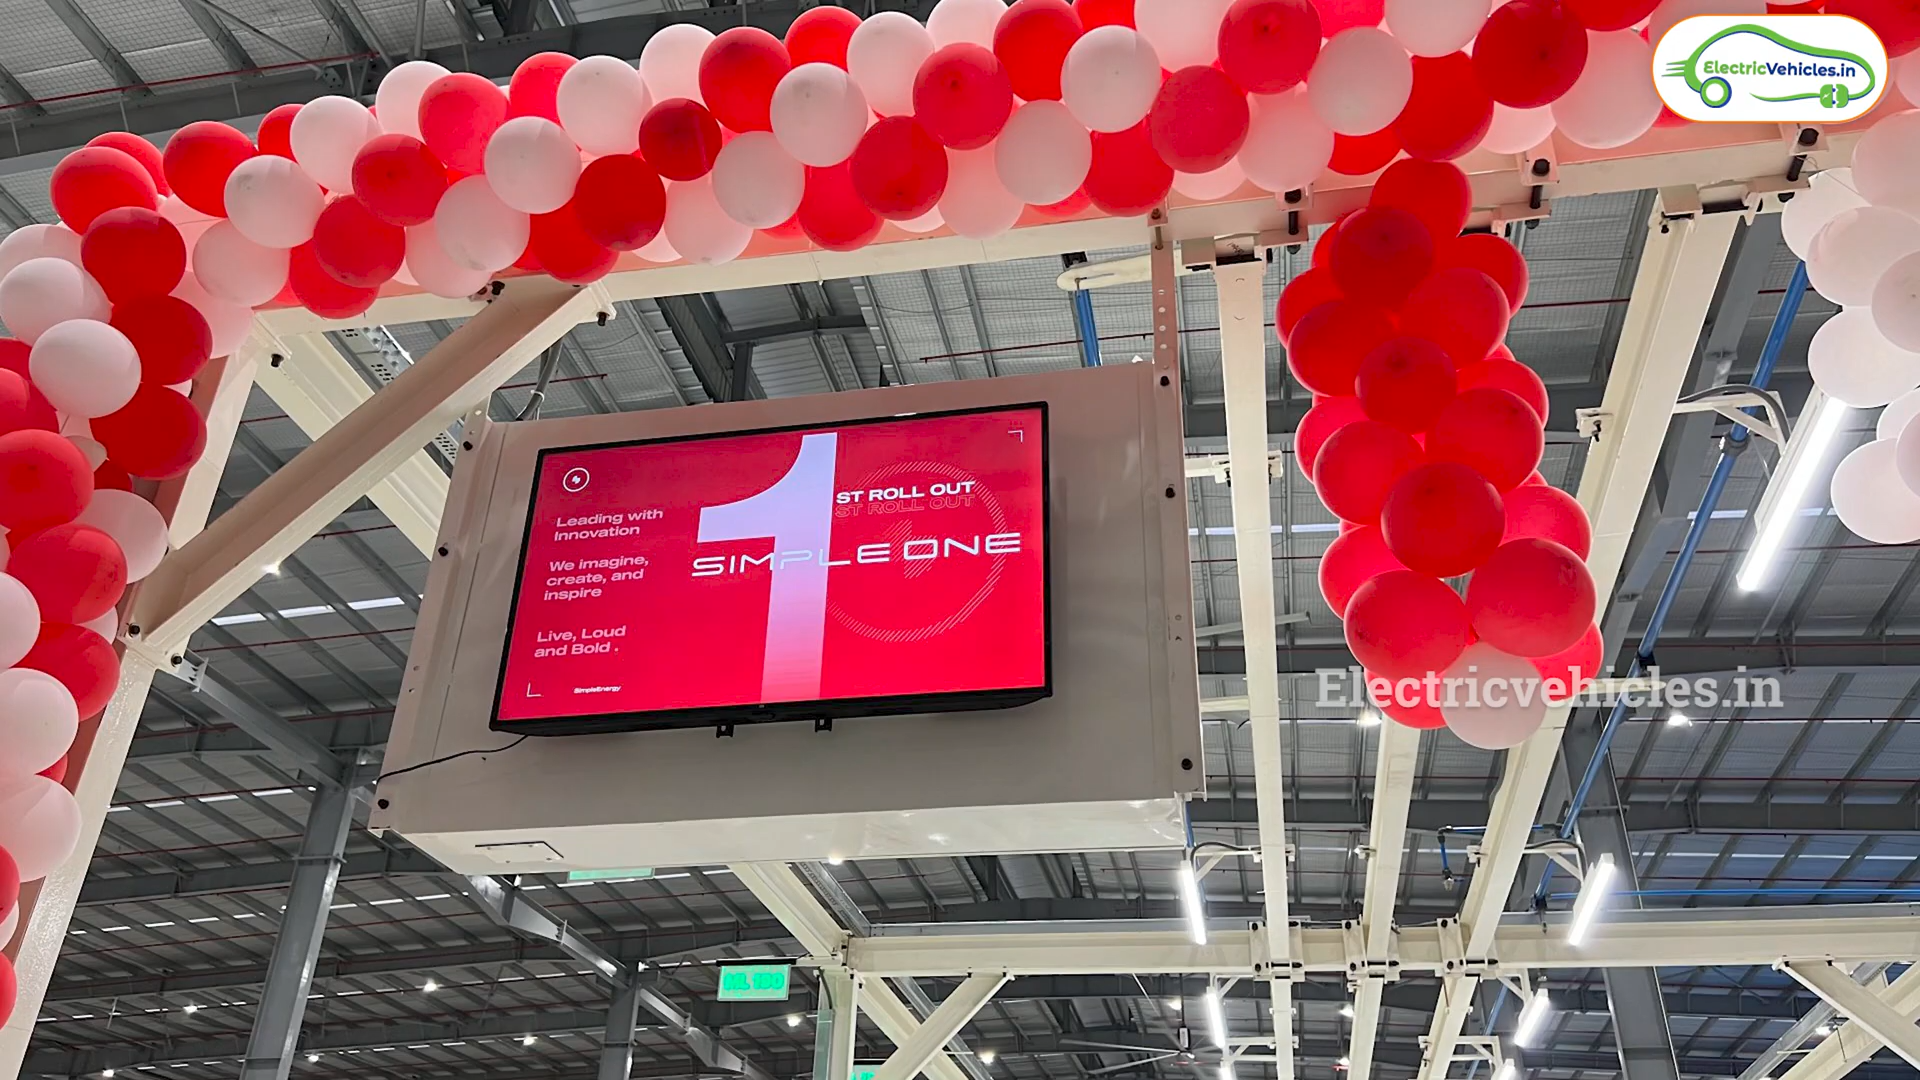 ElectricVehicles.in
1
ST ROLL OUT
ST ROLL OUT
SIMPLE ONE
Leading with
Innovation
We imagine,
create, and
inspire
Live, Loud
and Bold .
SimpleEnergy
Electricvehicles.in